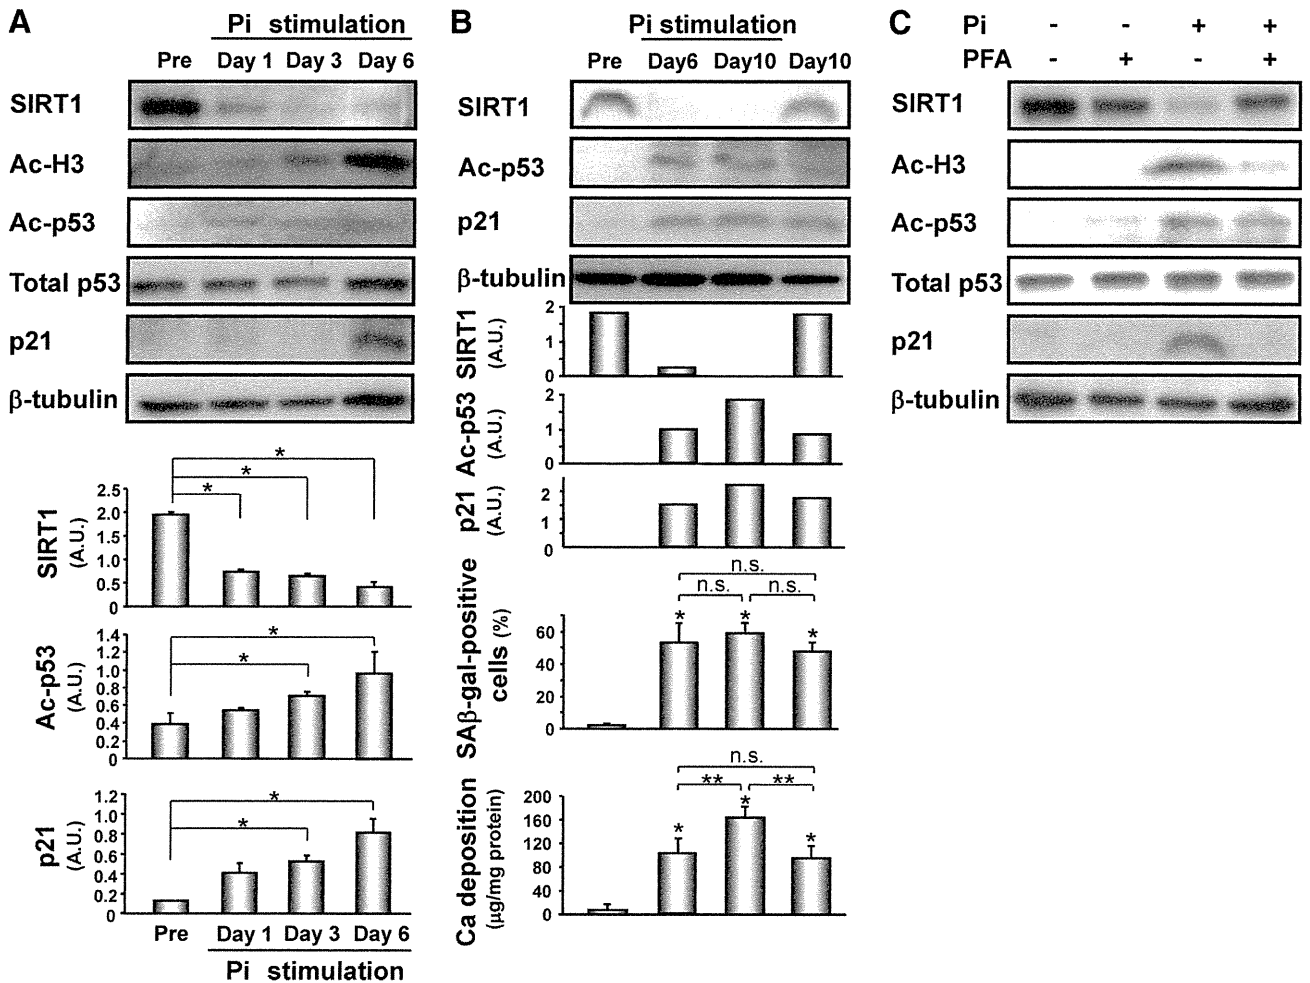 A
Pi stimulation
Pre Day 1 Day 3 Day 6
SIRT1
Ac-H3
Ac-p53
Total p53
p21
β-tubulin
* * *
SIRT1 (A.U.)
2.5
2.0
1.5
1.0
0.5
0
* *
Ac-p53 (A.U.)
1.4
1.2
1.0
0.8
0.6
0.4
0.2
0
* *
p21 (A.U.)
1.2
1.0
0.8
0.6
0.4
0.2
0
Pre Day 1 Day 3 Day 6
Pi stimulation
B
Pi stimulation
Pre Day6 Day10 Day10
SIRT1
Ac-p53
p21
β-tubulin
SIRT1 (A.U.)
2
1
0
Ac-p53 (A.U.)
2
1
0
p21 (A.U.)
2
1
0
n.s.
n.s. n.s.
* * *
SAβ-gal-positive cells (%)
60
40
20
0
n.s.
** **
* * *
Ca deposition (μg/mg protein)
200
160
120
80
40
0
C
Pi - - + +
PFA - + - +
SIRT1
Ac-H3
Ac-p53
Total p53
p21
β-tubulin